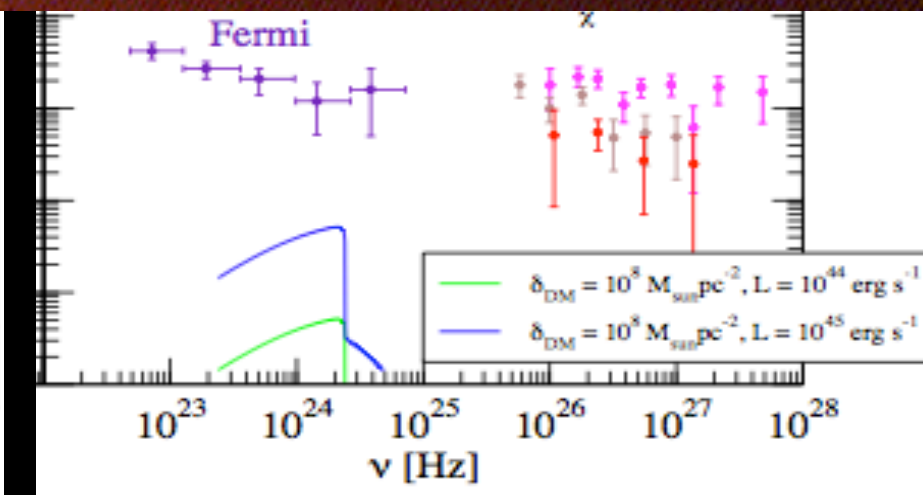 χ
Fermi
δ_DM = 10^8 M_sun pc^-2, L = 10^44 erg s^-1
δ_DM = 10^8 M_sun pc^-2, L = 10^45 erg s^-1
10^23 10^24 10^25 10^26 10^27 10^28
ν [Hz]